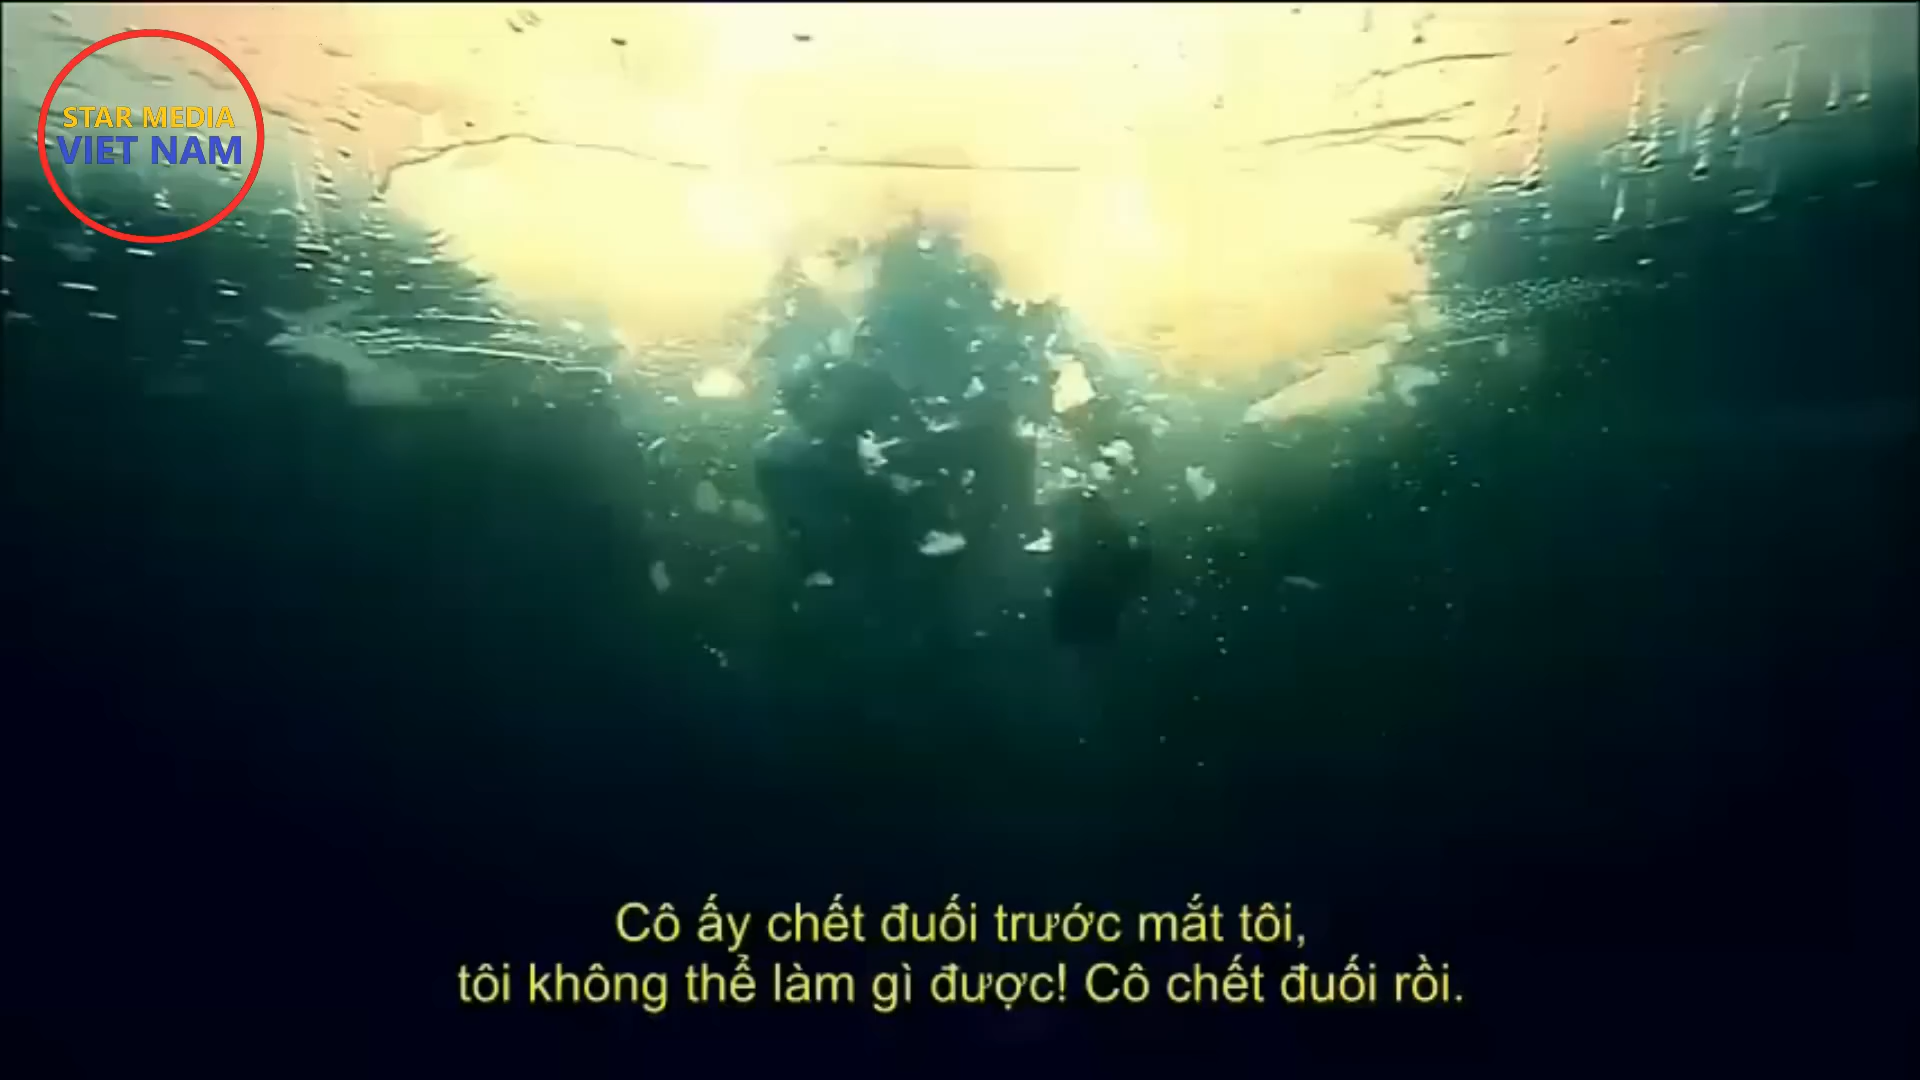 STAR MEDIA
VIET NAM
Cô ấy chết đuối trước mắt tôi,
tôi không thể làm gì được! Cô chết đuối rồi.